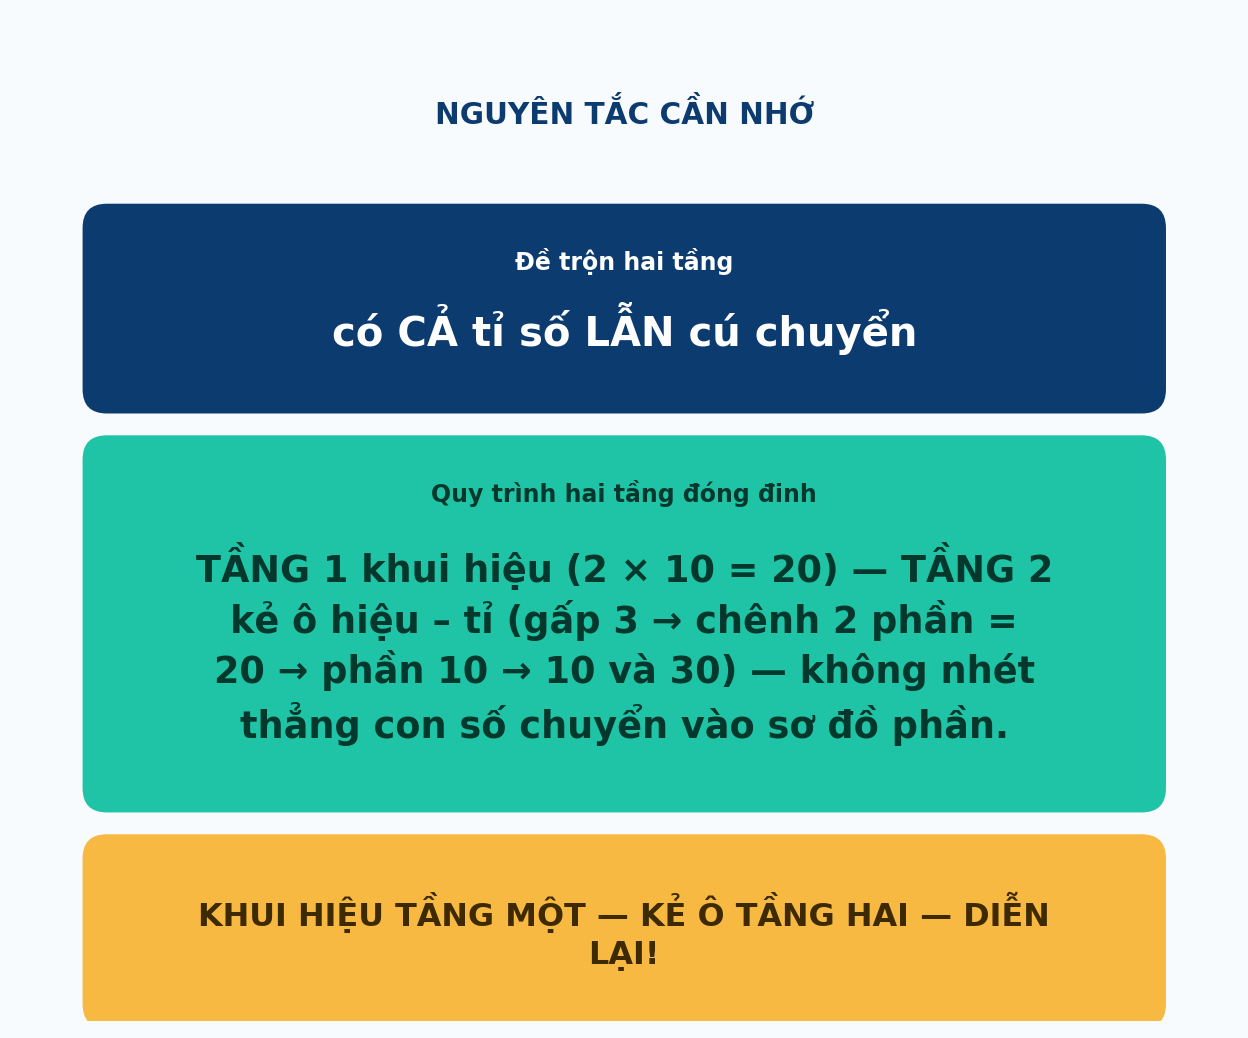 NGUYÊN TẮC CẦN NHỚ
Đề trộn hai tầng
có CẢ tỉ số LẪN cú chuyển
Quy trình hai tầng đóng đinh
TẦNG 1 khui hiệu (2 × 10 = 20) — TẦNG 2
kẻ ô hiệu – tỉ (gấp 3 → chênh 2 phần =
20 → phần 10 → 10 và 30) — không nhét
thẳng con số chuyển vào sơ đồ phần.
KHUI HIỆU TẦNG MỘT — KẺ Ô TẦNG HAI — DIỄN
LẠI!